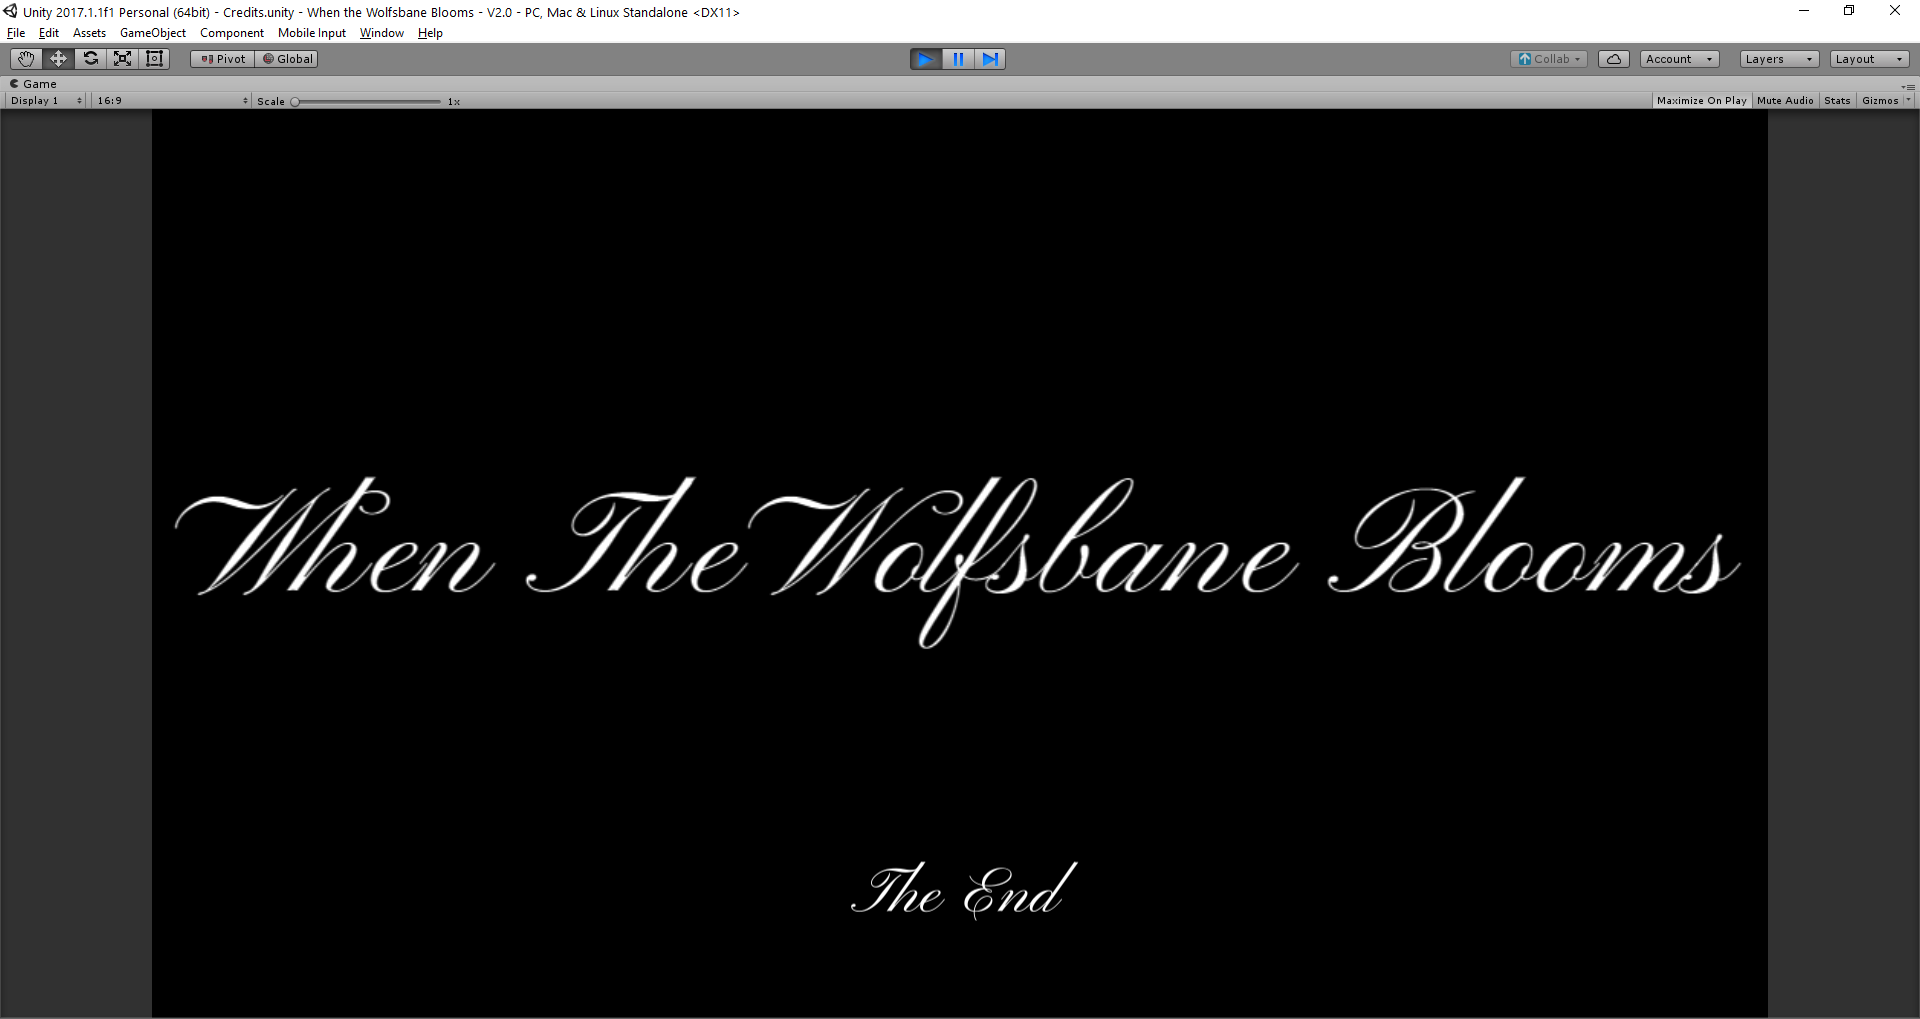 Unity 2017.1.1f1 Personal (64bit) - Credits.unity - When the Wolfsbane Blooms - V2.0 - PC, Mac & Linux Standalone <DX11>
File Edit Assets GameObject Component Mobile Input Window Help
Pivot Global Collab Account Layers Layout
Game
Display 1 16:9 Scale 1x Maximize On Play Mute Audio Stats Gizmos
When The Wolfsbane Blooms
The End